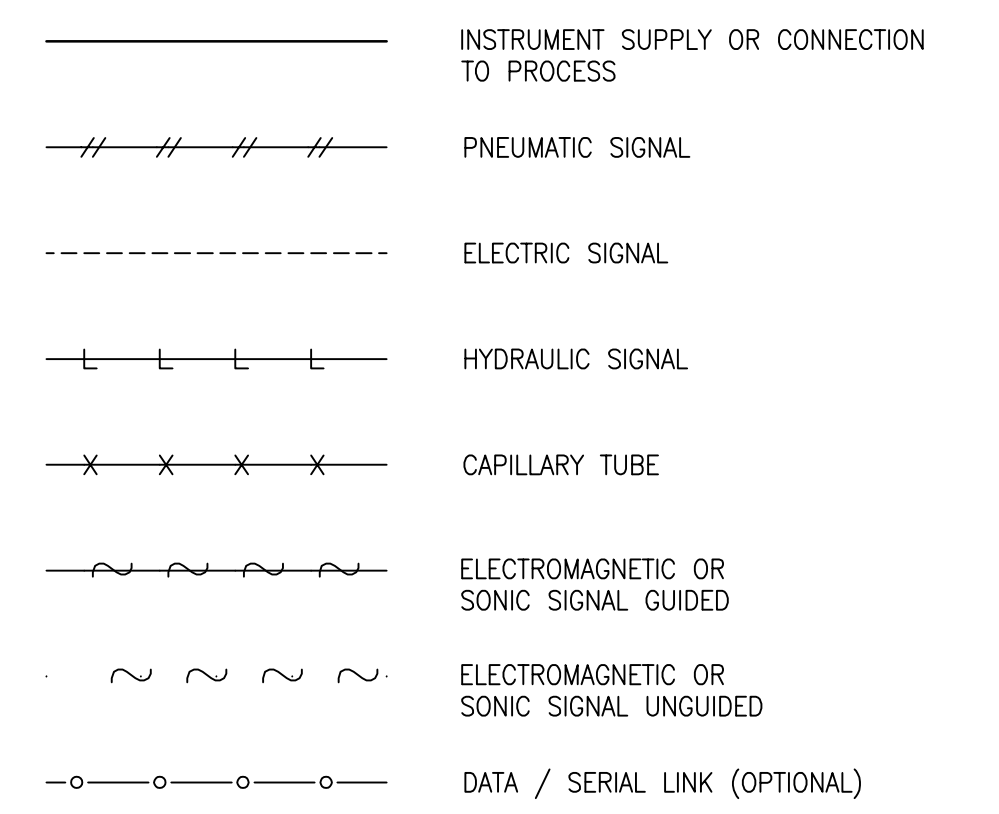 INSTRUMENT SUPPLY OR CONNECTION
TO PROCESS
PNEUMATIC SIGNAL
ELECTRIC SIGNAL
HYDRAULIC SIGNAL
CAPILLARY TUBE
ELECTROMAGNETIC OR
SONIC SIGNAL GUIDED
ELECTROMAGNETIC OR
SONIC SIGNAL UNGUIDED
DATA / SERIAL LINK (OPTIONAL)